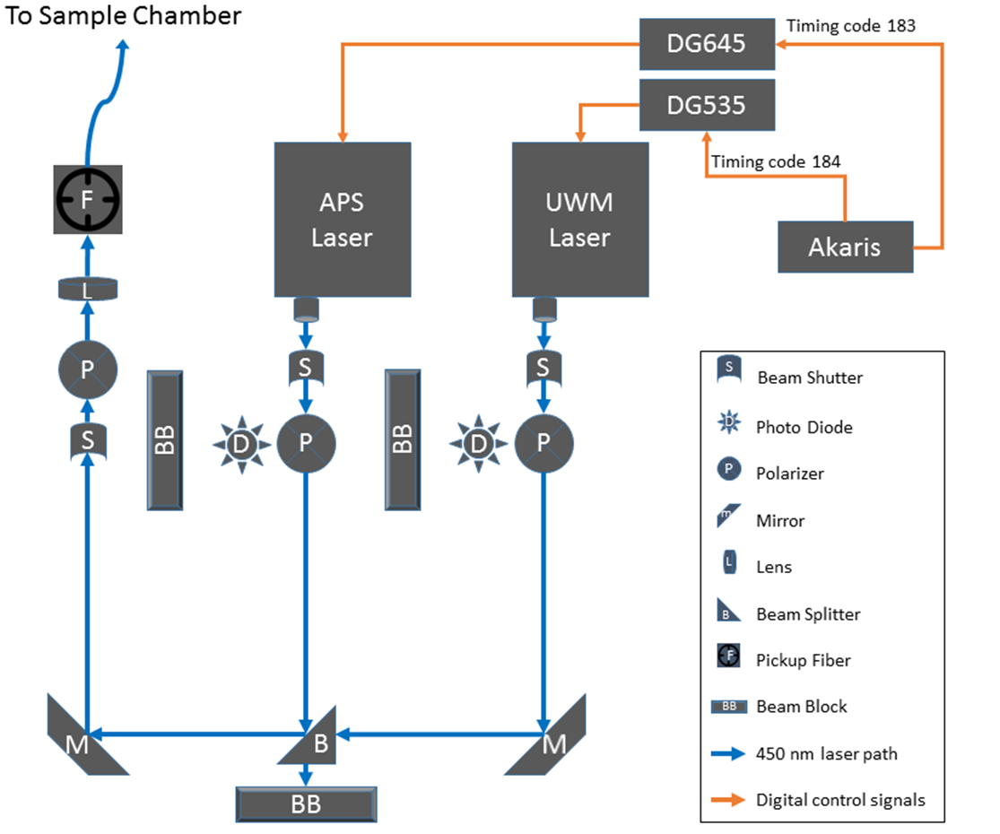 To Sample Chamber
DG645
Timing code 183
DG535
Timing code 184
F
APS
Laser
UWM
Laser
Akaris
L
P
S
S
S
BB
D
P
BB
D
P
M
B
M
BB
S
Beam Shutter
D
Photo Diode
P
Polarizer
m
Mirror
L
Lens
B
Beam Splitter
F
Pickup Fiber
BB
Beam Block
450 nm laser path
Digital control signals